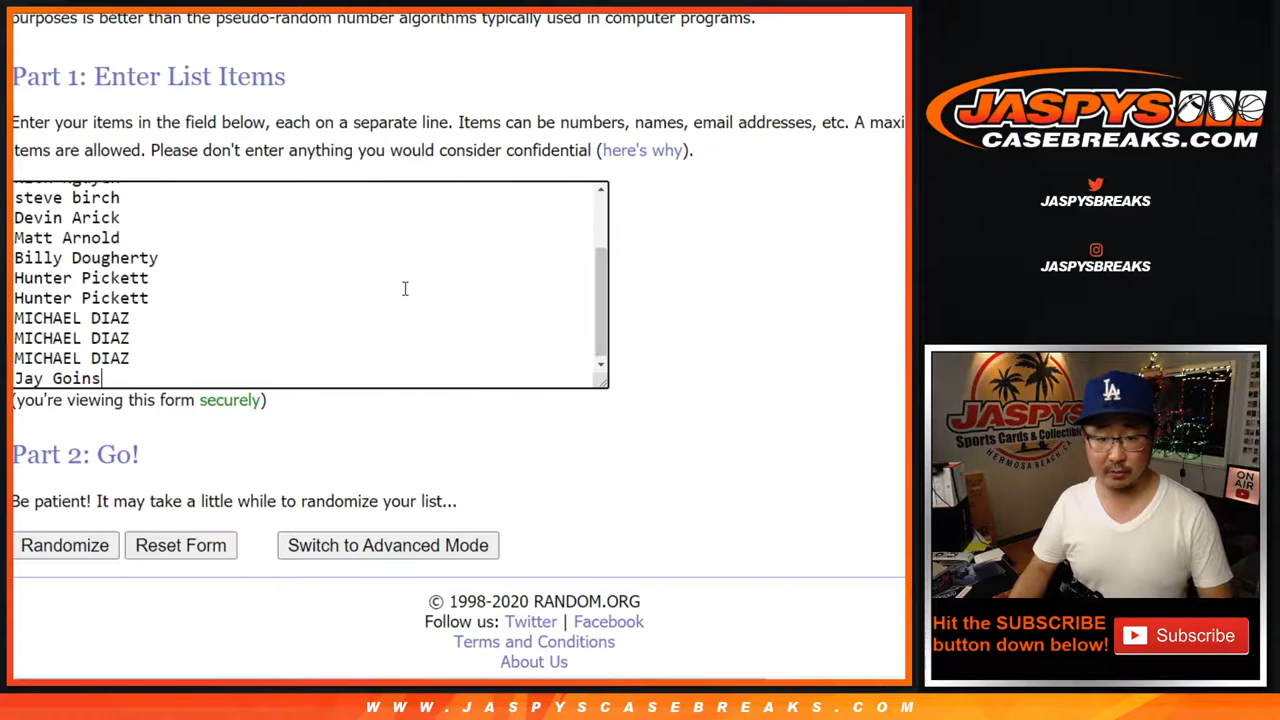 purposes is better than the pseudo-random number algorithms typically used in computer programs.
Part 1: Enter List Items
Enter your items in the field below, each on a separate line. Items can be numbers, names, email addresses, etc. A maxi
tems are allowed. Please don't enter anything you would consider confidential (here's why).
steve birch
Devin Arick
Matt Arnold
Billy Dougherty
Hunter Pickett
Hunter Pickett
MICHAEL DIAZ
MICHAEL DIAZ
MICHAEL DIAZ
Jay Goins
(you're viewing this form securely)
Part 2: Go!
Be patient! It may take a little while to randomize your list...
Randomize Reset Form Switch to Advanced Mode
© 1998-2020 RANDOM.ORG
Follow us: Twitter | Facebook
Terms and Conditions
About Us
JASPYS
CASEBREAKS.COM
JASPYSBREAKS
JASPYSBREAKS
JASPYS
Sports Cards & Collectibl
HERMOSA BEACH, CA
LA
ON
AIR
Hit the SUBSCRIBE
button down below!
Subscribe
WWW.JASPYSCASEBREAKS.COM